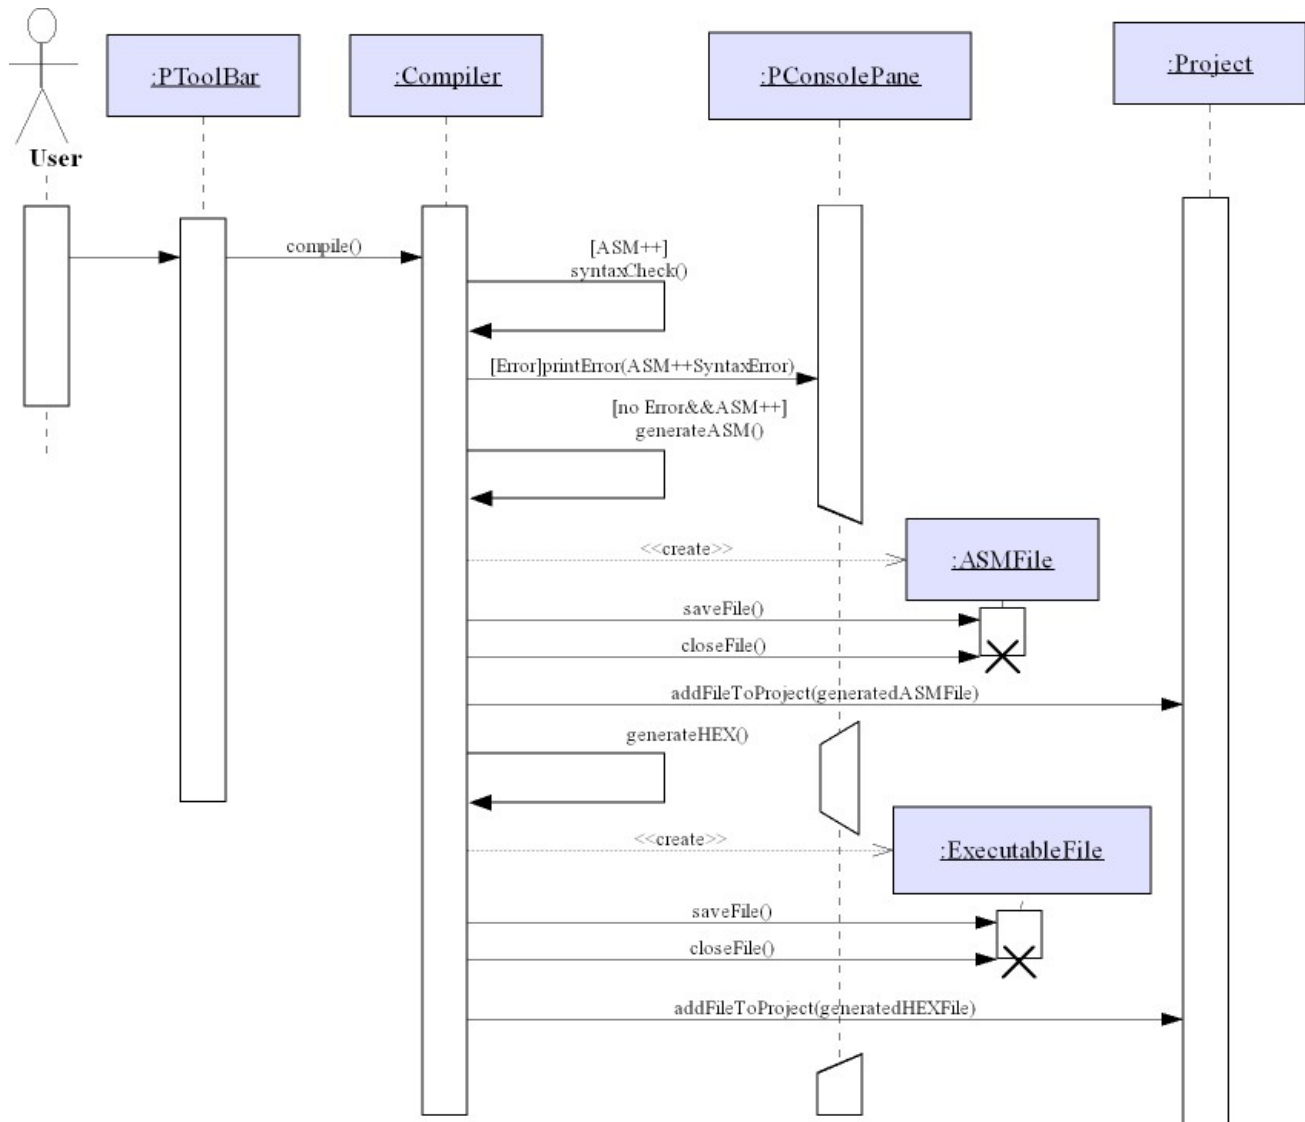 :PToolBar
:Compiler
:PConsolePane
:Project
User
compile()
[ASM++]
syntaxCheck()
[Error]printError(ASM++SyntaxError)
[no Error&&ASM++]
generateASM()
<<create>>
:ASMFile
saveFile()
closeFile()
addFileToProject(generatedASMFile)
generateHEX()
<<create>>
:ExecutableFile
saveFile()
closeFile()
addFileToProject(generatedHEXFile)